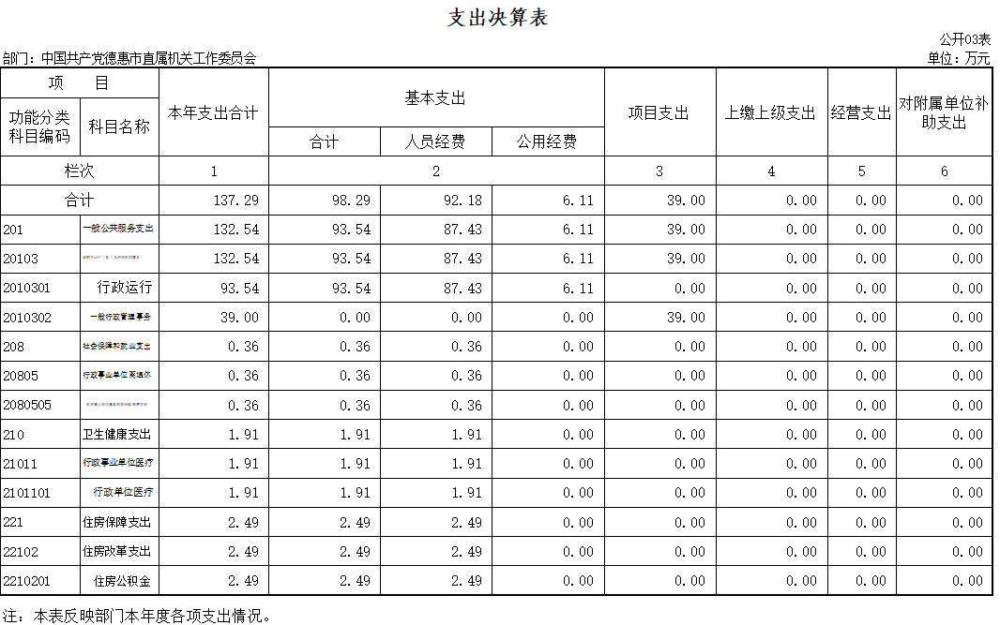 支出决算表
公开03表
部门：中国共产党德惠市直属机关工作委员会 单位：万元
项 目 本年支出合计 基本支出 项目支出 上缴上级支出 经营支出 对附属单位补助支出
功能分类科目编码 科目名称 合计 人员经费 公用经费
栏次 1 2 3 4 5 6
合计 137.29 98.29 92.18 6.11 39.00 0.00 0.00 0.00
201 一般公共服务支出 132.54 93.54 87.43 6.11 39.00 0.00 0.00 0.00
20103 132.54 93.54 87.43 6.11 39.00 0.00 0.00 0.00
2010301 行政运行 93.54 93.54 87.43 6.11 0.00 0.00 0.00 0.00
2010302 一般行政管理事务 39.00 0.00 0.00 0.00 39.00 0.00 0.00 0.00
208 社会保障和就业支出 0.36 0.36 0.36 0.00 0.00 0.00 0.00 0.00
20805 行政事业单位离退休 0.36 0.36 0.36 0.00 0.00 0.00 0.00 0.00
2080505 0.36 0.36 0.36 0.00 0.00 0.00 0.00 0.00
210 卫生健康支出 1.91 1.91 1.91 0.00 0.00 0.00 0.00 0.00
21011 行政事业单位医疗 1.91 1.91 1.91 0.00 0.00 0.00 0.00 0.00
2101101 行政单位医疗 1.91 1.91 1.91 0.00 0.00 0.00 0.00 0.00
221 住房保障支出 2.49 2.49 2.49 0.00 0.00 0.00 0.00 0.00
22102 住房改革支出 2.49 2.49 2.49 0.00 0.00 0.00 0.00 0.00
2210201 住房公积金 2.49 2.49 2.49 0.00 0.00 0.00 0.00 0.00
注：本表反映部门本年度各项支出情况。